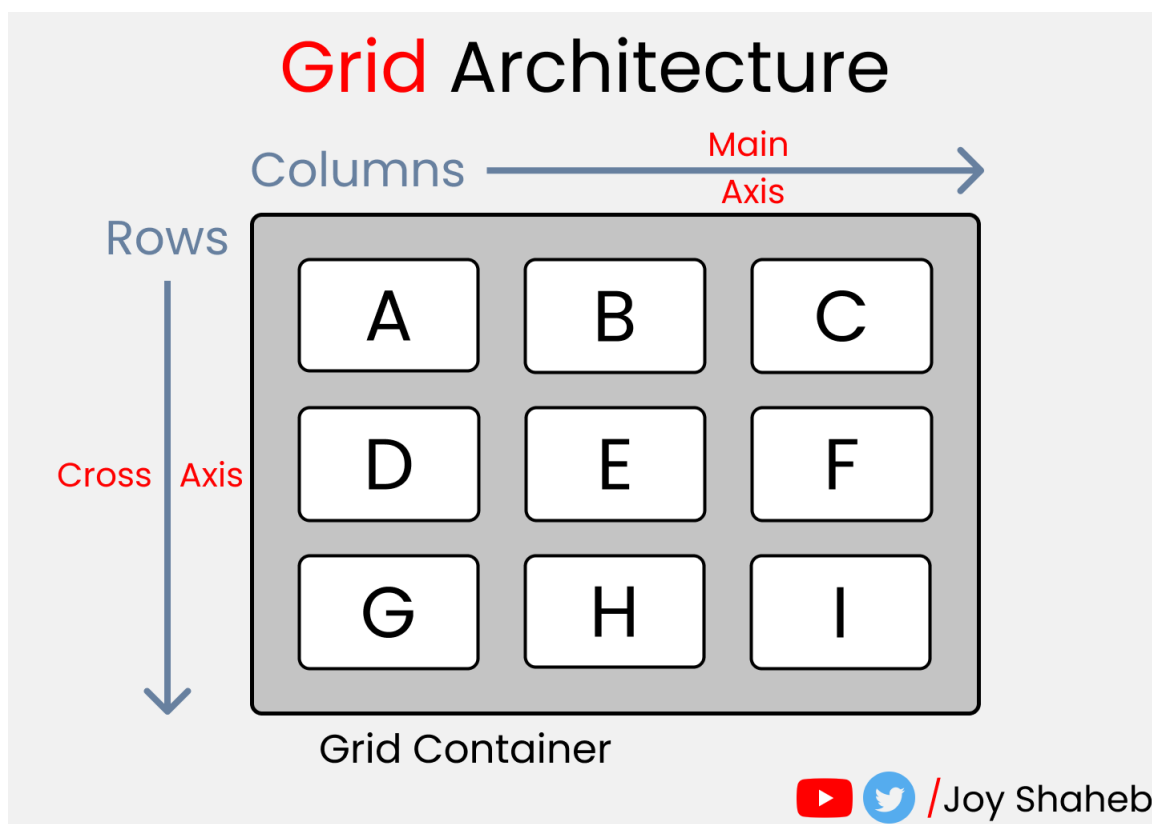 Grid Architecture
Columns
Main
Axis
Rows
A B C
Cross Axis
D E F
G H I
Grid Container
/Joy Shaheb